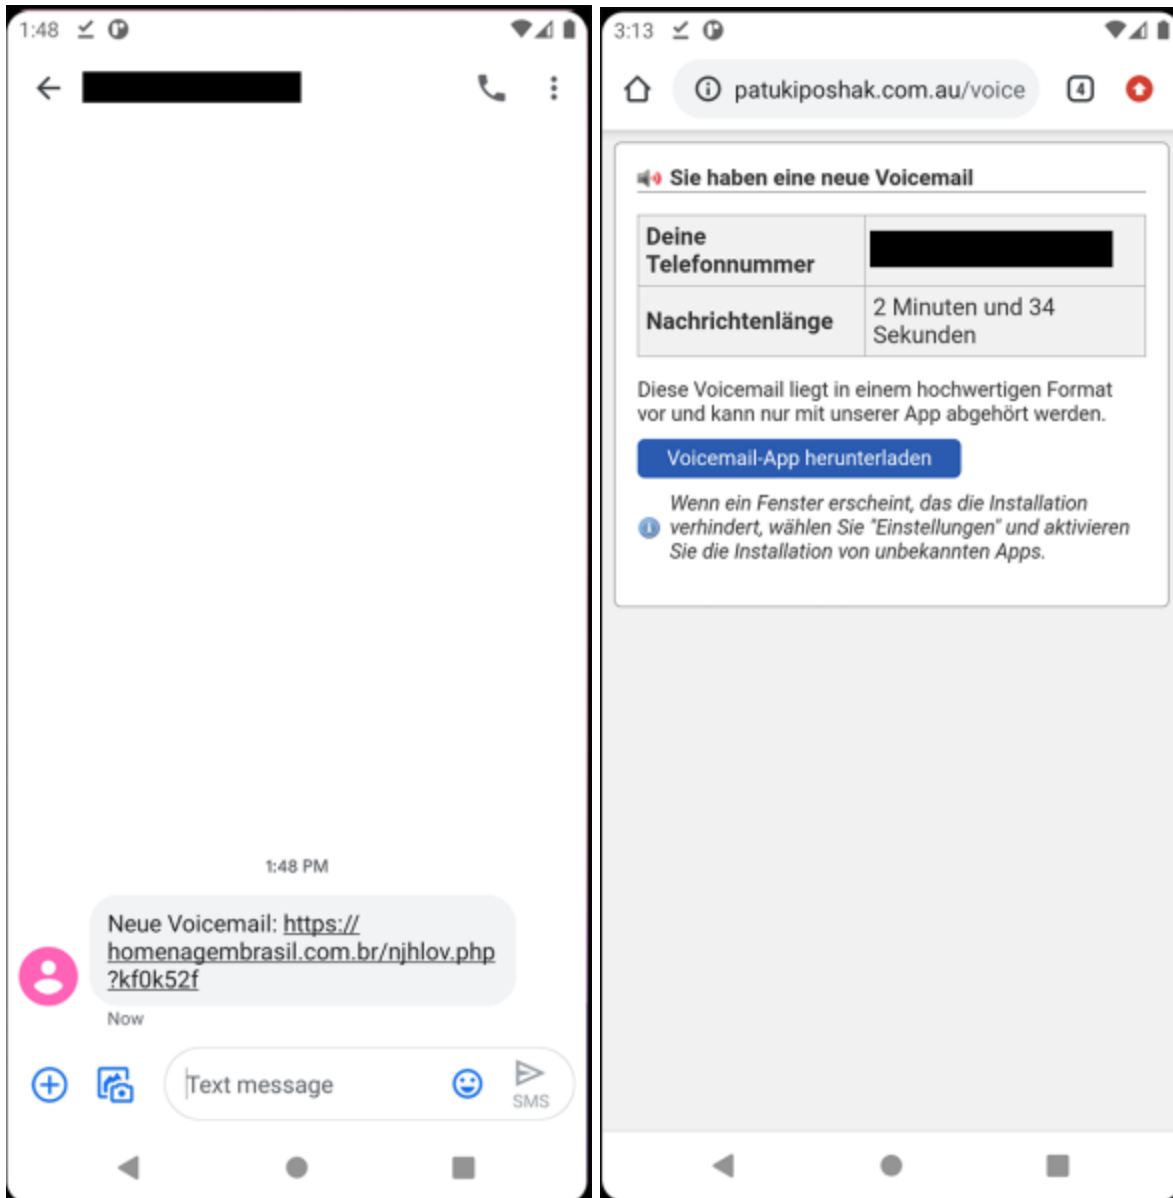 1:48
1:48 PM
Neue Voicemail: https://
homenagembrasil.com.br/njhlov.php
?kf0k52f
Now
Text message
SMS
3:13
patukiposhak.com.au/voice
4
Sie haben eine neue Voicemail
Deine
Telefonnummer
Nachrichtenlänge
2 Minuten und 34
Sekunden
Diese Voicemail liegt in einem hochwertigen Format
vor und kann nur mit unserer App abgehört werden.
Voicemail-App herunterladen
Wenn ein Fenster erscheint, das die Installation
verhindert, wählen Sie "Einstellungen" und aktivieren
Sie die Installation von unbekannten Apps.